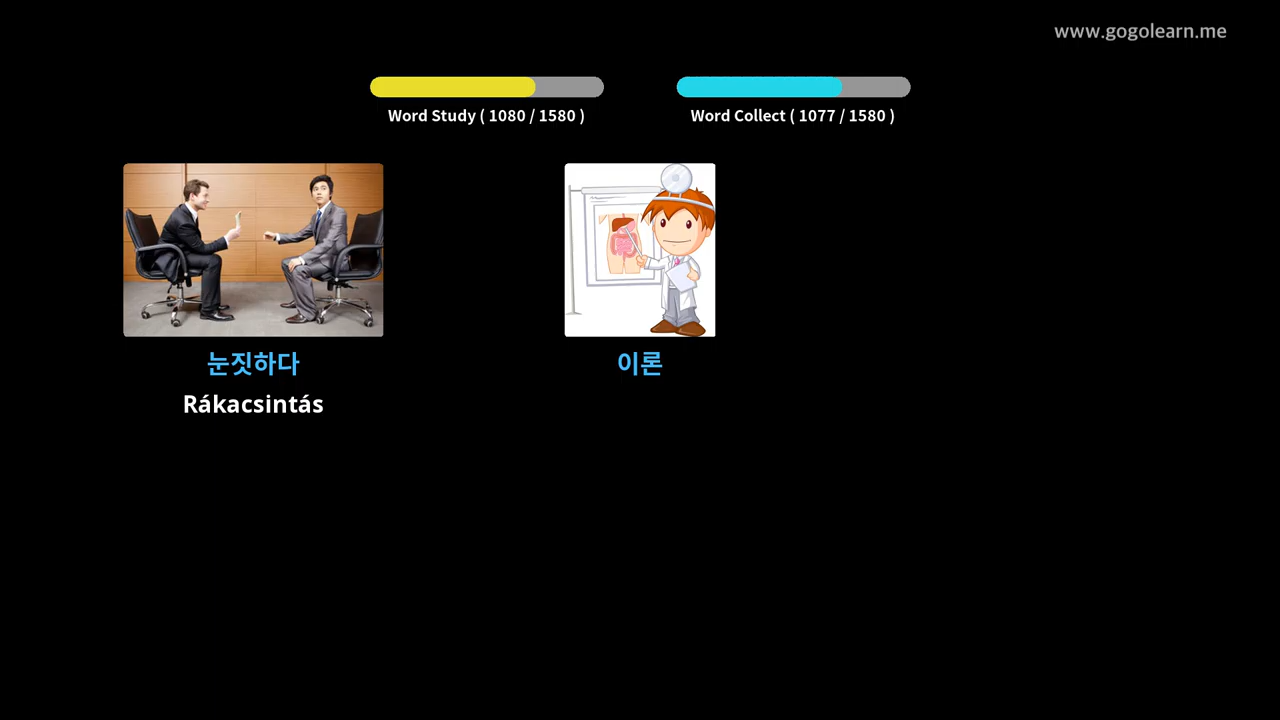 www.gogolearn.me
Word Study ( 1080 / 1580 )
Word Collect ( 1077 / 1580 )
눈짓하다
이론
Rákacsintás